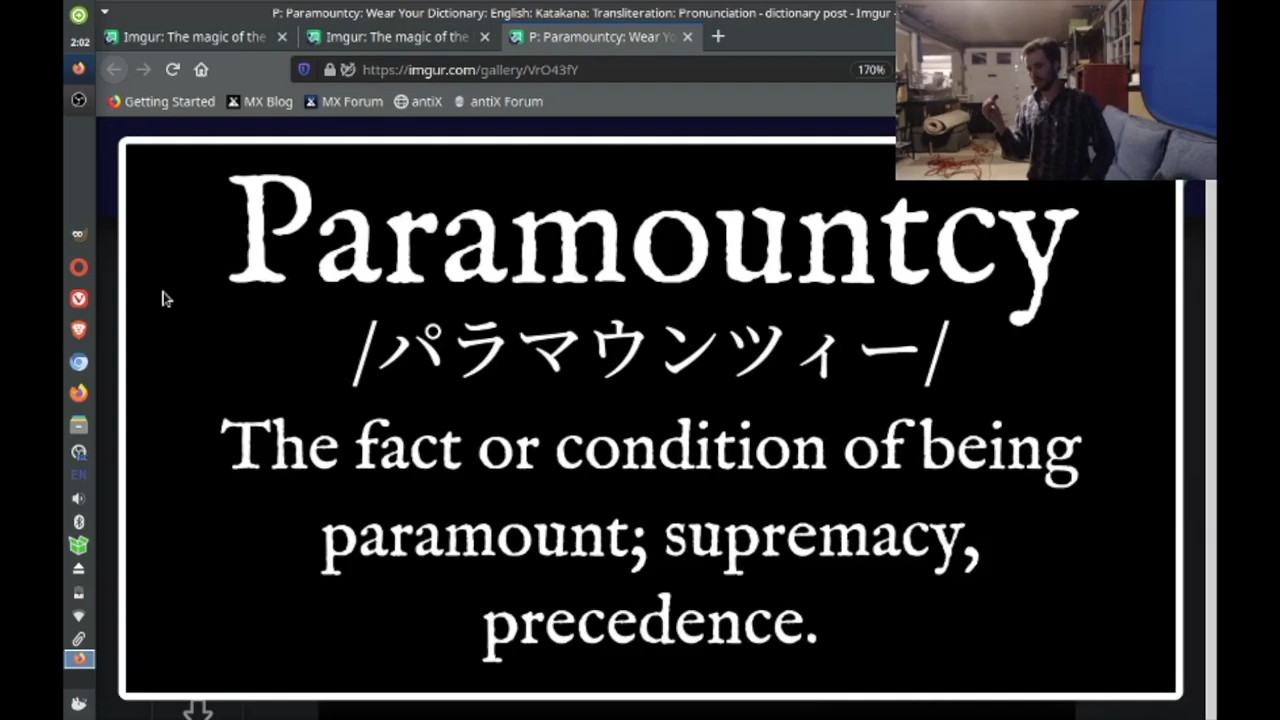 P: Paramountcy: Wear Your Dictionary: English: Katakana: Transliteration: Pronunciation - dictionary post - Imgur -
2:02
Imgur: The magic of the
Imgur: The magic of the
P: Paramountcy: Wear Yo
https://imgur.com/gallery/VrO43fY
170%
Getting Started
MX Blog
MX Forum
antiX
antiX Forum
Paramountcy
/パラマウンツィー/
The fact or condition of being
paramount; supremacy,
precedence.
EN